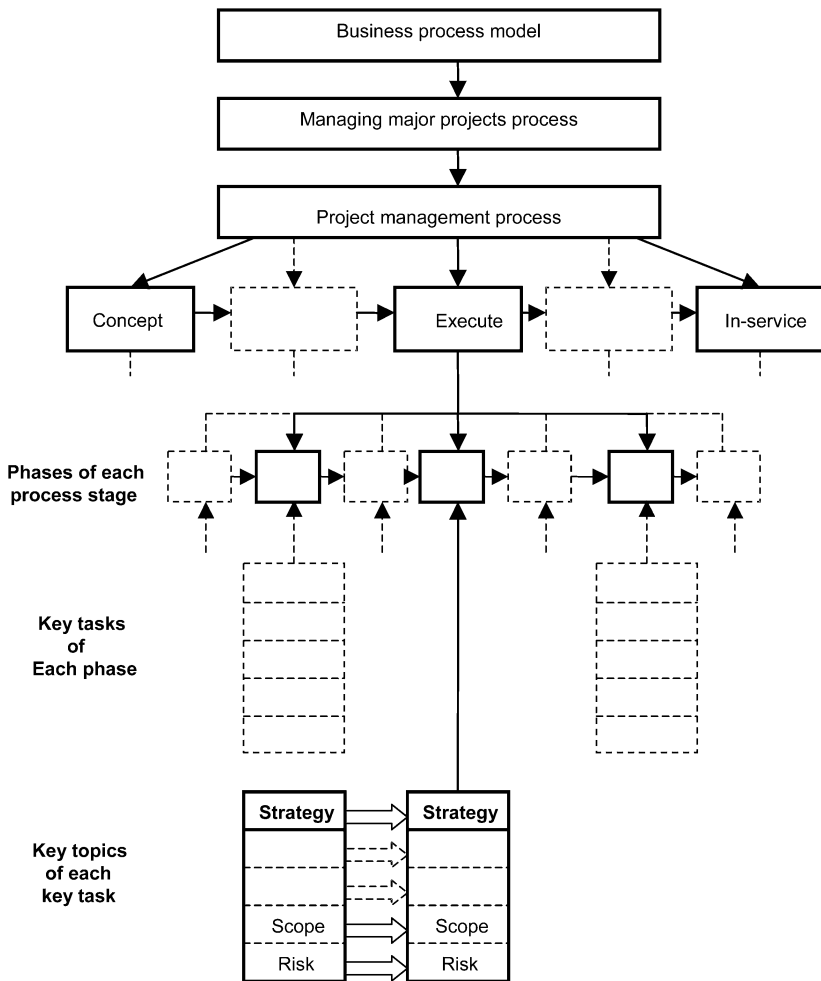 Business process model
Managing major projects process
Project management process
Concept
Execute
In-service
Phases of each
process stage
Key tasks
of
Each phase
Key topics
of each
key task
Strategy
Strategy
Scope
Scope
Risk
Risk